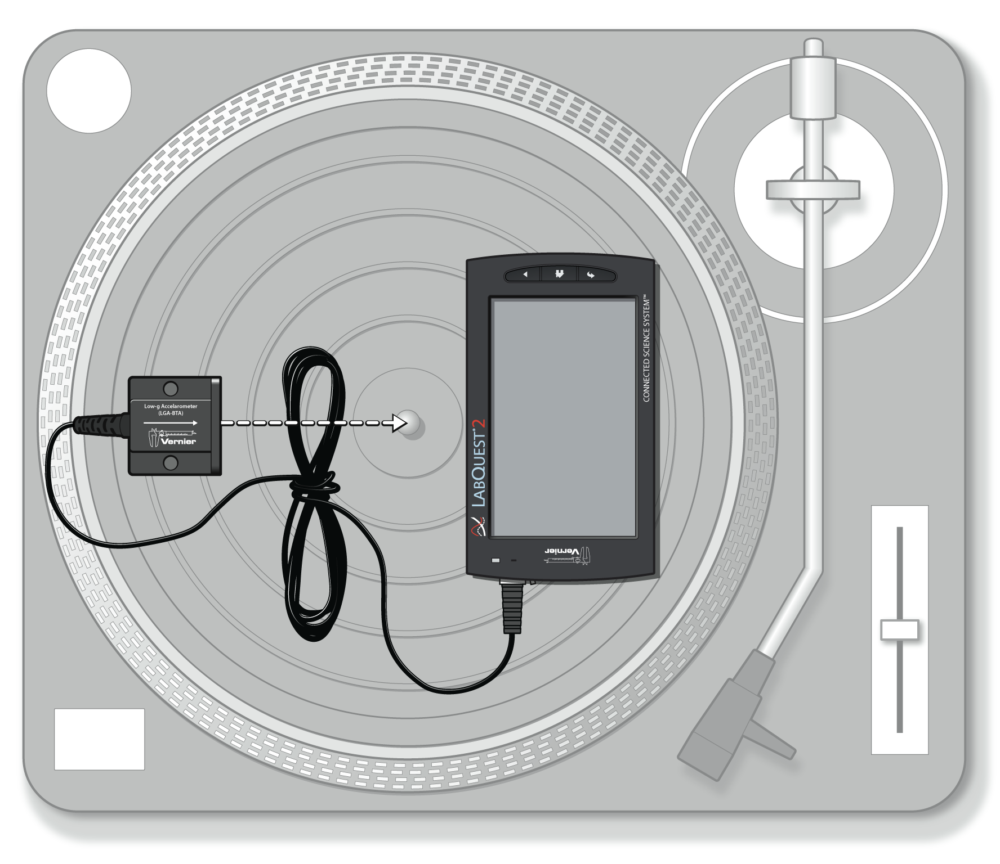 Low-g Accelarometer
(LGA-BTA)
Vernier
LABQUEST®2
CONNECTED SCIENCE SYSTEM™
Vernier